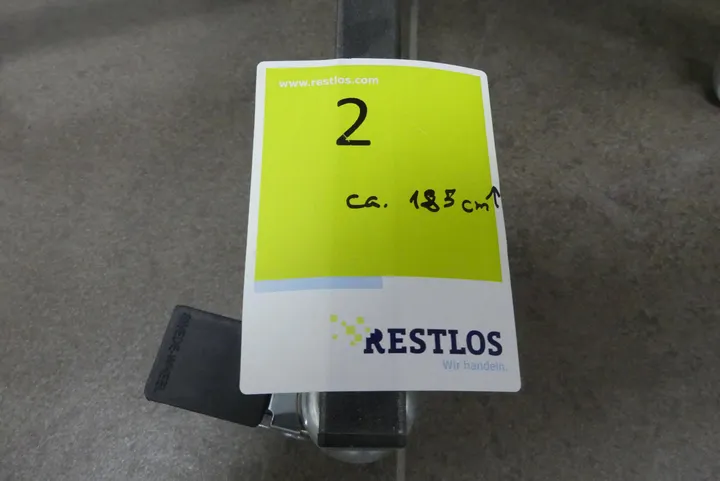 www.restlos.com
2
ca. 185 cm ↑
RESTLOS
Wir handeln.